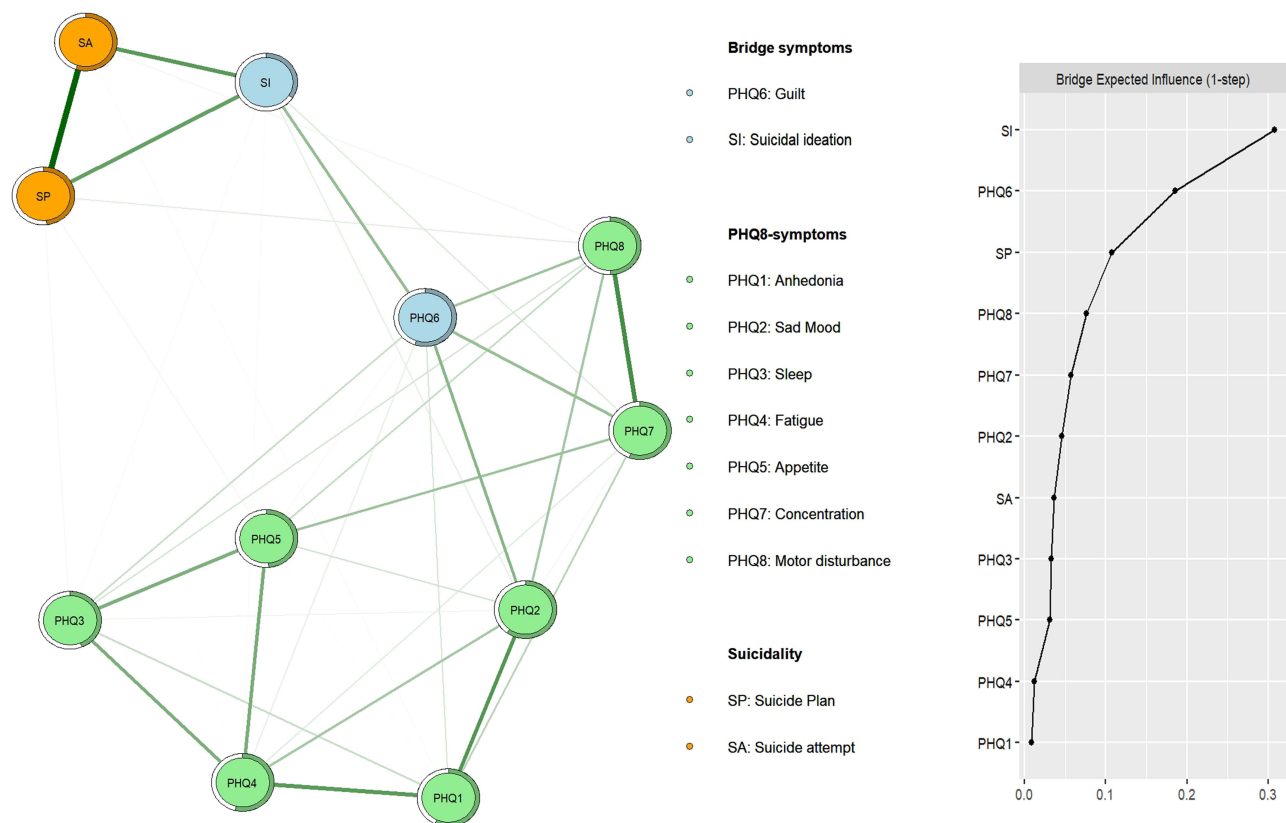 SA
SI
SP
PHQ8
PHQ6
PHQ7
PHQ5
PHQ3
PHQ2
PHQ4
PHQ1
Bridge symptoms
PHQ6: Guilt
SI: Suicidal ideation
PHQ8-symptoms
PHQ1: Anhedonia
PHQ2: Sad Mood
PHQ3: Sleep
PHQ4: Fatigue
PHQ5: Appetite
PHQ7: Concentration
PHQ8: Motor disturbance
Suicidality
SP: Suicide Plan
SA: Suicide attempt
Bridge Expected Influence (1-step)
SI
PHQ6
SP
PHQ8
PHQ7
PHQ2
SA
PHQ3
PHQ5
PHQ4
PHQ1
0.0 0.1 0.2 0.3